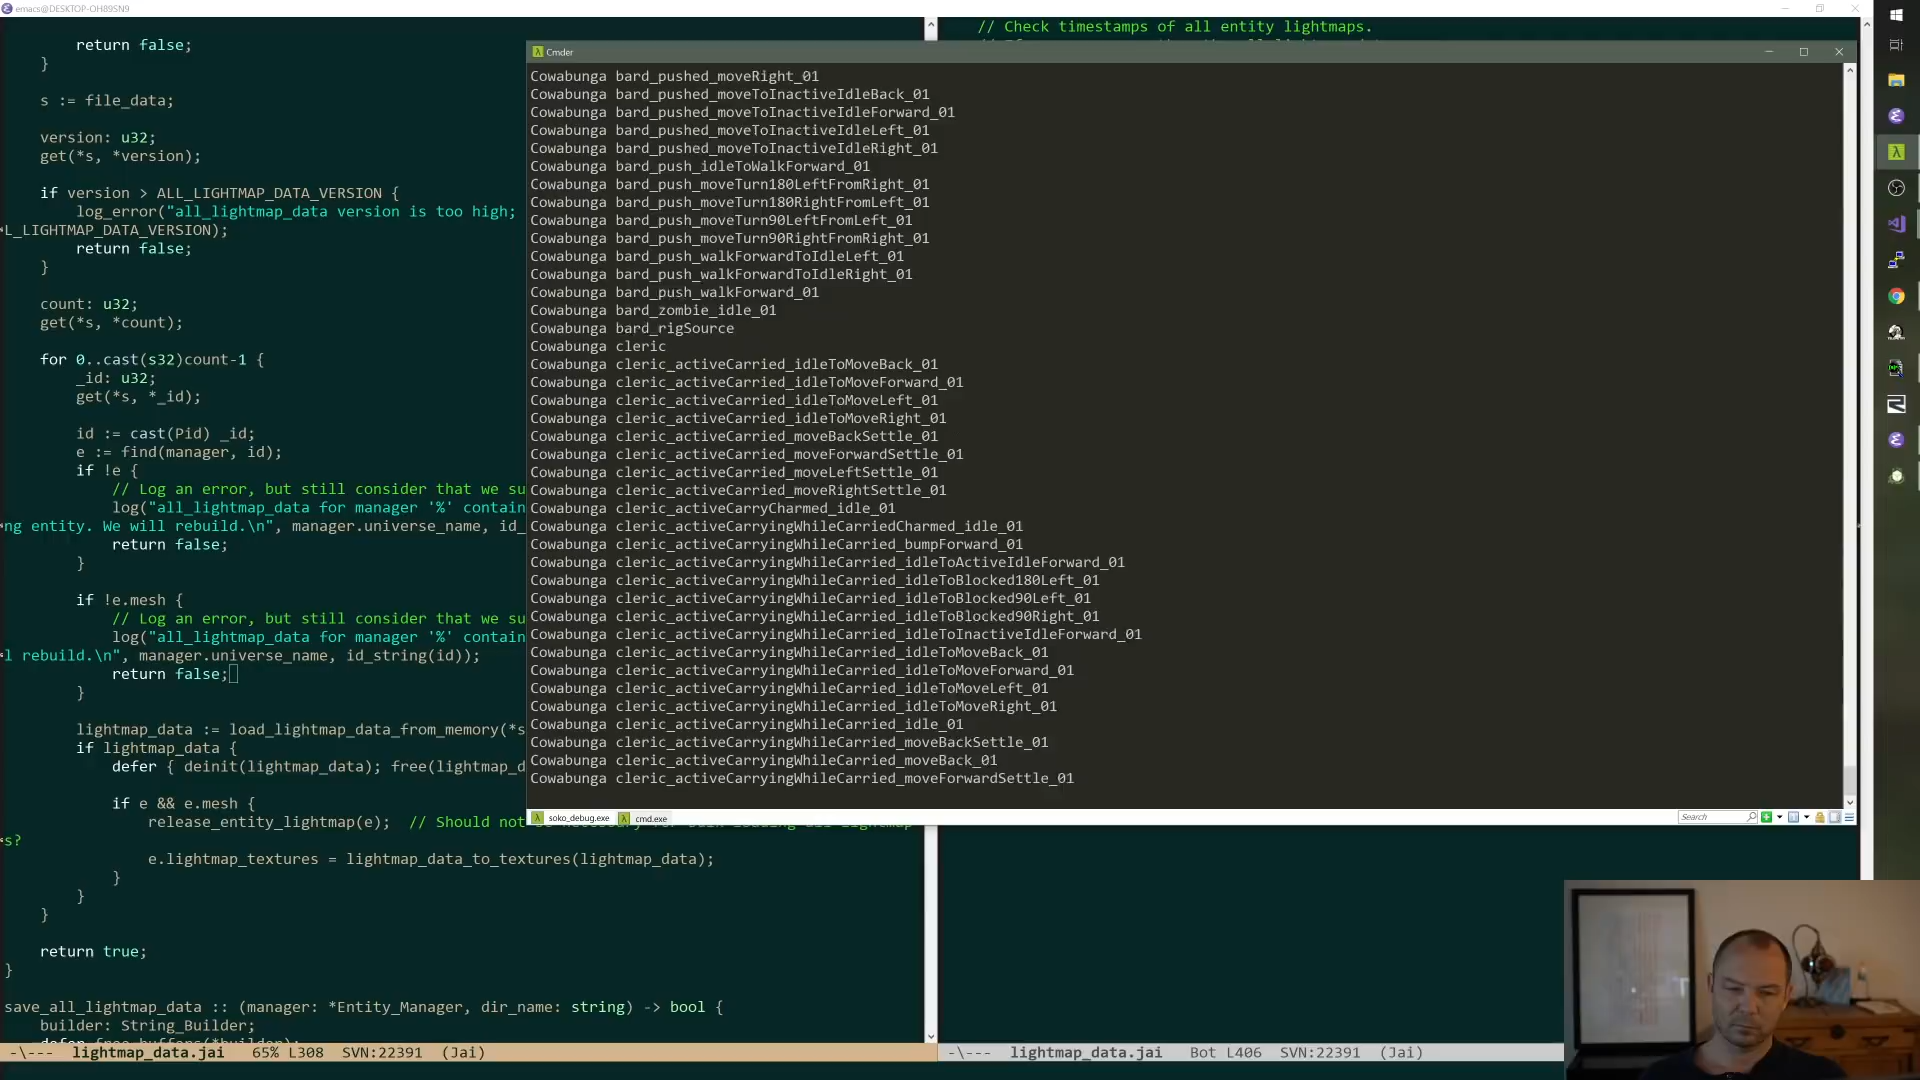 emacs@DESKTOP-OH89SN9
return false;
}
s := file_data;
version: u32;
get(*s, *version);
if version > ALL_LIGHTMAP_DATA_VERSION {
log_error("all_lightmap_data version is too high;
L_LIGHTMAP_DATA_VERSION);
return false;
}
count: u32;
get(*s, *count);
for 0..cast(s32)count-1 {
_id: u32;
get(*s, *_id);
id := cast(Pid) _id;
e := find(manager, id);
if !e {
// Log an error, but still consider that we su
log("all_lightmap_data for manager '%' contain
ng entity. We will rebuild.\n", manager.universe_name, id_
return false;
}
if !e.mesh {
// Log an error, but still consider that we su
log("all_lightmap_data for manager '%' contain
l rebuild.\n", manager.universe_name, id_string(id));
return false;
}
lightmap_data := load_lightmap_data_from_memory(*s
if lightmap_data {
defer { deinit(lightmap_data); free(lightmap_d
if e && e.mesh {
release_entity_lightmap(e);  // Should not
s?
e.lightmap_textures = lightmap_data_to_textures(lightmap_data);
}
}
}
return true;
}
save_all_lightmap_data :: (manager: *Entity_Manager, dir_name: string) -> bool {
builder: String_Builder;
-\---  lightmap_data.jai   65% L308  SVN:22391  (Jai)
// Check timestamps of all entity lightmaps.
Cmder
Cowabunga bard_pushed_moveRight_01
Cowabunga bard_pushed_moveToInactiveIdleBack_01
Cowabunga bard_pushed_moveToInactiveIdleForward_01
Cowabunga bard_pushed_moveToInactiveIdleLeft_01
Cowabunga bard_pushed_moveToInactiveIdleRight_01
Cowabunga bard_push_idleToWalkForward_01
Cowabunga bard_push_moveTurn180LeftFromRight_01
Cowabunga bard_push_moveTurn180RightFromLeft_01
Cowabunga bard_push_moveTurn90LeftFromLeft_01
Cowabunga bard_push_moveTurn90RightFromRight_01
Cowabunga bard_push_walkForwardToIdleLeft_01
Cowabunga bard_push_walkForwardToIdleRight_01
Cowabunga bard_push_walkForward_01
Cowabunga bard_zombie_idle_01
Cowabunga bard_rigSource
Cowabunga cleric
Cowabunga cleric_activeCarried_idleToMoveBack_01
Cowabunga cleric_activeCarried_idleToMoveForward_01
Cowabunga cleric_activeCarried_idleToMoveLeft_01
Cowabunga cleric_activeCarried_idleToMoveRight_01
Cowabunga cleric_activeCarried_moveBackSettle_01
Cowabunga cleric_activeCarried_moveForwardSettle_01
Cowabunga cleric_activeCarried_moveLeftSettle_01
Cowabunga cleric_activeCarried_moveRightSettle_01
Cowabunga cleric_activeCarryCharmed_idle_01
Cowabunga cleric_activeCarryingWhileCarriedCharmed_idle_01
Cowabunga cleric_activeCarryingWhileCarried_bumpForward_01
Cowabunga cleric_activeCarryingWhileCarried_idleToActiveIdleForward_01
Cowabunga cleric_activeCarryingWhileCarried_idleToBlocked180Left_01
Cowabunga cleric_activeCarryingWhileCarried_idleToBlocked90Left_01
Cowabunga cleric_activeCarryingWhileCarried_idleToBlocked90Right_01
Cowabunga cleric_activeCarryingWhileCarried_idleToInactiveIdleForward_01
Cowabunga cleric_activeCarryingWhileCarried_idleToMoveBack_01
Cowabunga cleric_activeCarryingWhileCarried_idleToMoveForward_01
Cowabunga cleric_activeCarryingWhileCarried_idleToMoveLeft_01
Cowabunga cleric_activeCarryingWhileCarried_idleToMoveRight_01
Cowabunga cleric_activeCarryingWhileCarried_idle_01
Cowabunga cleric_activeCarryingWhileCarried_moveBackSettle_01
Cowabunga cleric_activeCarryingWhileCarried_moveBack_01
Cowabunga cleric_activeCarryingWhileCarried_moveForwardSettle_01
soko_debug.exe cmd.exe Search
-\---  lightmap_data.jai   Bot L406  SVN:22391  (Jai)